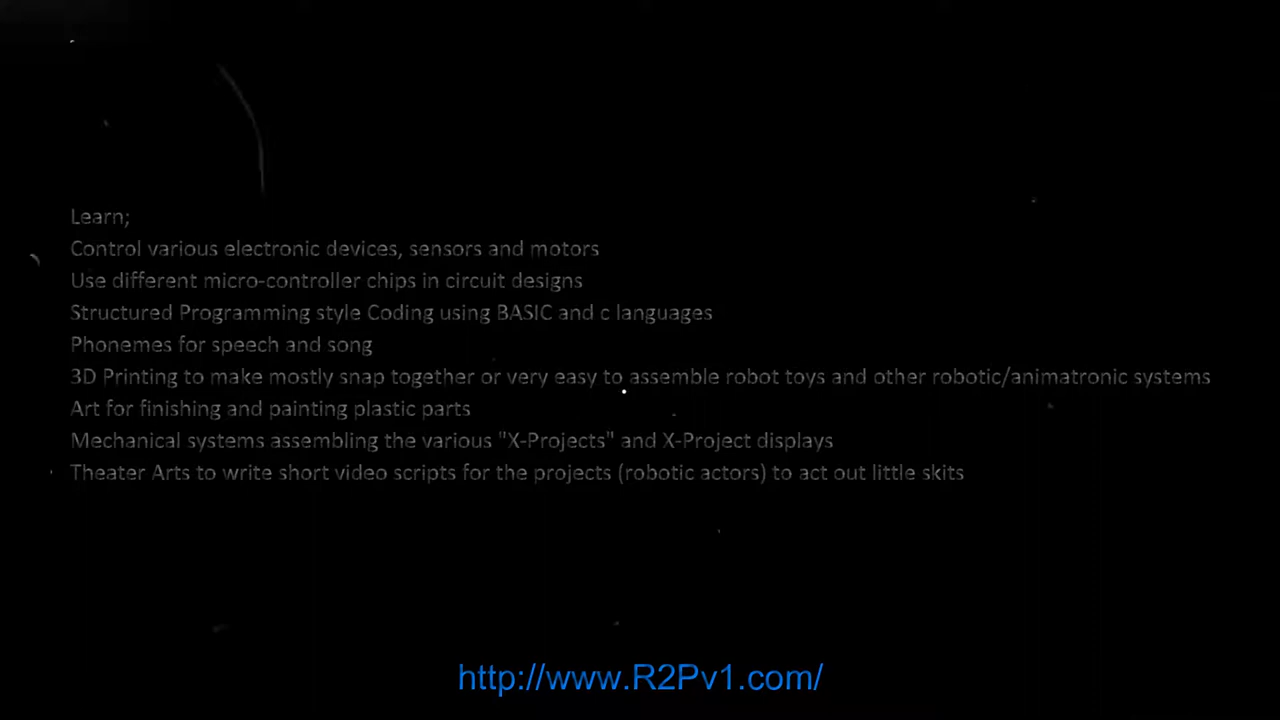 Learn;
Control various electronic devices, sensors and motors
Use different micro-controller chips in circuit designs
Structured Programming style Coding using BASIC and c languages
Phonemes for speech and song
3D Printing to make mostly snap together or very easy to assemble robot toys and other robotic/animatronic systems
Art for finishing and painting plastic parts
Mechanical systems assembling the various "X-Projects" and X-Project displays
Theater Arts to write short video scripts for the projects (robotic actors) to act out little skits
http://www.R2Pv1.com/